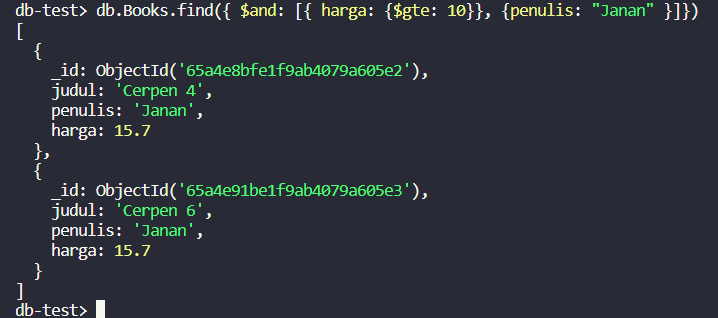 db-test> db.Books.find({ $and: [{ harga: {$gte: 10}}, {penulis: "Janan" }]})
[
  {
    _id: ObjectId('65a4e8bfe1f9ab4079a605e2'),
    judul: 'Cerpen 4',
    penulis: 'Janan',
    harga: 15.7
  },
  {
    _id: ObjectId('65a4e91be1f9ab4079a605e3'),
    judul: 'Cerpen 6',
    penulis: 'Janan',
    harga: 15.7
  }
]
db-test>